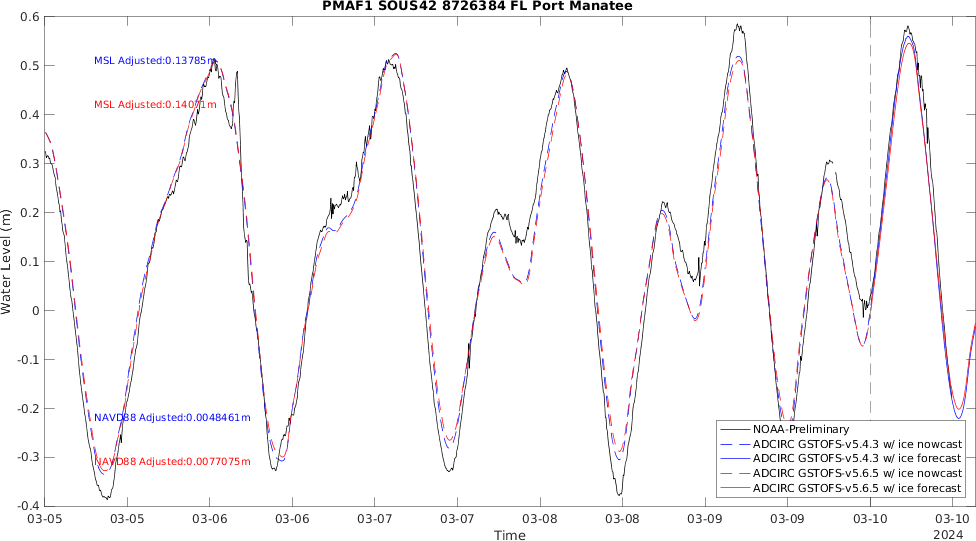 PMAF1 SOUS42 8726384 FL Port Manatee
0.6
0.5
0.4
0.3
0.2
0.1
0
-0.1
-0.2
-0.3
-0.4
Water Level (m)
MSL Adjusted:0.13785m
MSL Adjusted:0.14071m
NAVD88 Adjusted:0.0048461m
NAVD88 Adjusted:0.0077075m
NOAA-Preliminary
ADCIRC GSTOFS-v5.4.3 w/ ice nowcast
ADCIRC GSTOFS-v5.4.3 w/ ice forecast
ADCIRC GSTOFS-v5.6.5 w/ ice nowcast
ADCIRC GSTOFS-v5.6.5 w/ ice forecast
03-05 03-05 03-06 03-06 03-07 03-07 03-08 03-08 03-09 03-09 03-10 03-10
2024
Time